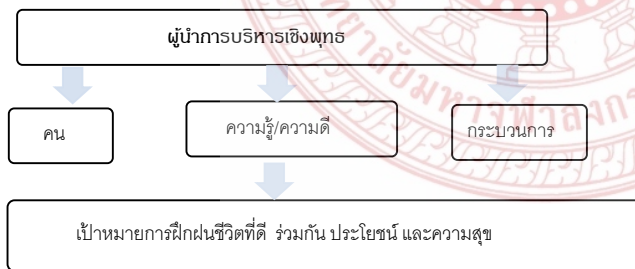 ผู้นำการบริหารเชิงพุทธ
คน
ความรู้/ความดี
กระบวนการ
เป้าหมายการฝึกฝนชีวิตที่ดี ร่วมกัน ประโยชน์ และความสุข